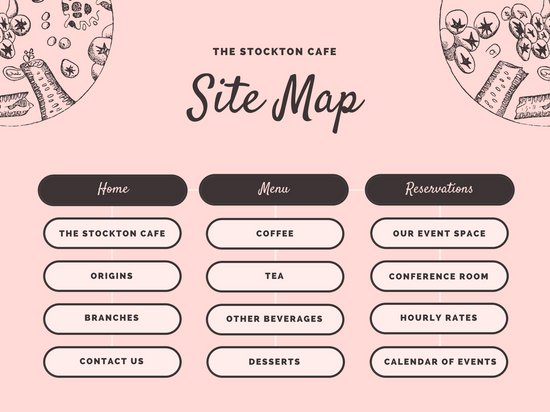 THE STOCKTON CAFE
Site Map
Home
Menu
Reservations
THE STOCKTON CAFE
COFFEE
OUR EVENT SPACE
ORIGINS
TEA
CONFERENCE ROOM
BRANCHES
OTHER BEVERAGES
HOURLY RATES
CONTACT US
DESSERTS
CALENDAR OF EVENTS